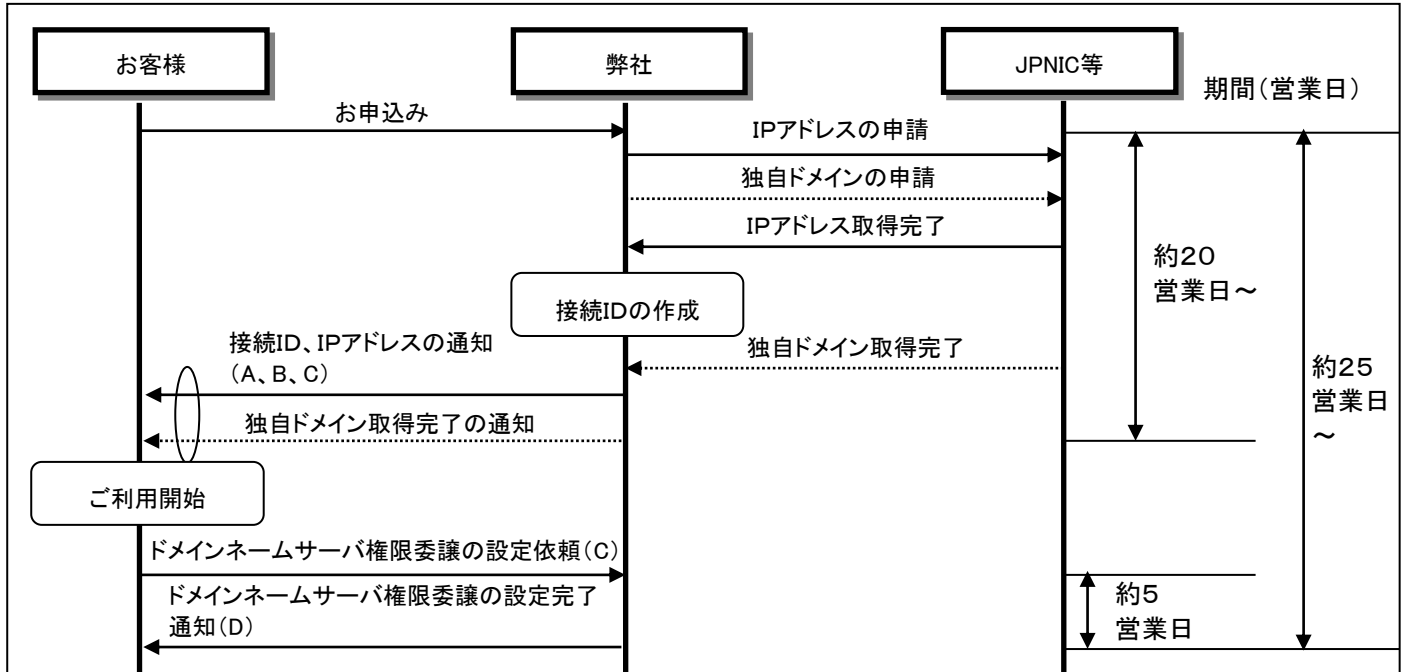 お客様
弊社
JPNIC等
期間（営業日）
お申込み
IPアドレスの申請
独自ドメインの申請
IPアドレス取得完了
約20
営業日～
接続IDの作成
接続ID、IPアドレスの通知
（A、B、C）
独自ドメイン取得完了
約25
営業日
～
独自ドメイン取得完了の通知
ご利用開始
ドメインネームサーバ権限委譲の設定依頼（C）
ドメインネームサーバ権限委譲の設定完了
通知（D）
約5
営業日